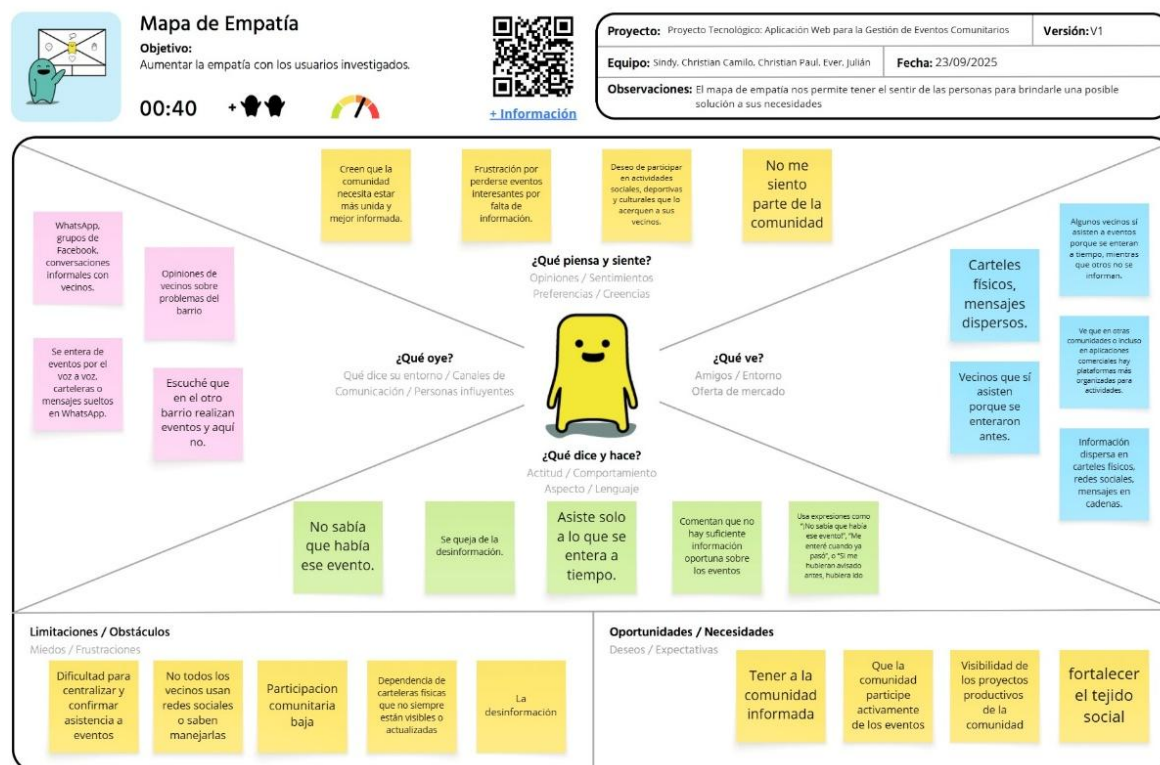 Mapa de Empatía
Objetivo:
Aumentar la empatía con los usuarios investigados.
00:40
+
+ Información
Proyecto: Proyecto Tecnológico: Aplicación Web para la Gestión de Eventos Comunitarios
Versión: V1
Equipo: Sindy, Christian Camilo, Christian Paul, Ever, Julián
Fecha: 23/09/2025
Observaciones: El mapa de empatía nos permite tener el sentir de las personas para brindarle una posible
solución a sus necesidades
Creen que la
comunidad
necesita estar
más unida y
mejor informada.
Frustración por
perderse eventos
interesantes por
falta de
información.
Deseo de participar
en actividades
sociales, deportivas
y culturales que lo
acerquen a sus
vecinos.
No me
siento
parte de la
comunidad
¿Qué piensa y siente?
Opiniones / Sentimientos
Preferencias / Creencias
WhatsApp,
grupos de
Facebook,
conversaciones
informales con
vecinos.
Opiniones de
vecinos sobre
problemas del
barrio
Se entera de
eventos por el
voz a voz,
carteleras o
mensajes sueltos
en WhatsApp.
Escuché que
en el otro
barrio realizan
eventos y aquí
no.
¿Qué oye?
Qué dice su entorno / Canales de
Comunicación / Personas influyentes
¿Qué ve?
Amigos / Entorno
Oferta de mercado
Carteles
físicos,
mensajes
dispersos.
Algunos vecinos sí
asisten a eventos
porque se enteran
a tiempo, mientras
que otros no se
informan.
Vecinos que sí
asisten
porque se
enteraron
antes.
Ve que en otras
comunidades o incluso
en aplicaciones
comerciales hay
plataformas más
organizadas para
actividades.
Información
dispersa en
carteles físicos,
redes sociales,
mensajes en
cadenas.
¿Qué dice y hace?
Actitud / Comportamiento
Aspecto / Lenguaje
No sabía
que había
ese evento.
Se queja de la
desinformación.
Asiste solo
a lo que se
entera a
tiempo.
Comentan que no
hay suficiente
información
oportuna sobre
los eventos
Usa expresiones como
"¡No sabía que había
ese evento!", "Me
enteré cuando ya
pasó", o "Si me
hubieran avisado
antes, hubiera ido
Limitaciones / Obstáculos
Miedos / Frustraciones
Dificultad para
centralizar y
confirmar
asistencia a
eventos
No todos los
vecinos usan
redes sociales
o saben
manejarlas
Participacion
comunitaria
baja
Dependencia de
carteleras físicas
que no siempre
están visibles o
actualizadas
La
desinformación
Oportunidades / Necesidades
Deseos / Expectativas
Tener a la
comunidad
informada
Que la
comunidad
participe
activamente
de los eventos
Visibilidad de
los proyectos
productivos
de la
comunidad
fortalecer
el tejido
social